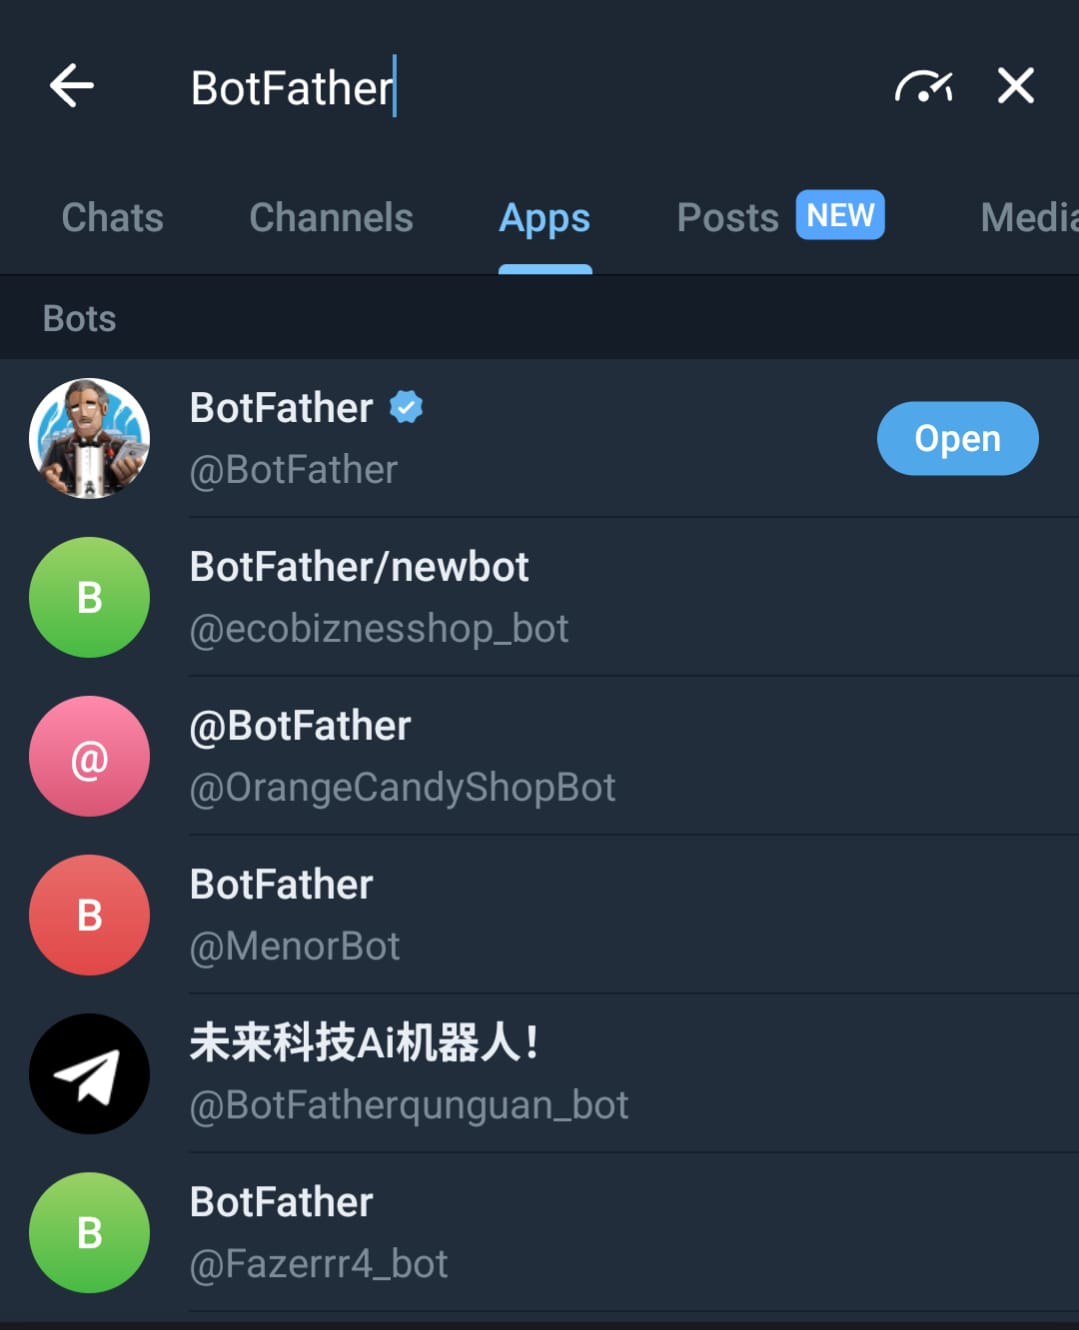 BotFather
Chats Channels Apps Posts NEW Media
Bots
BotFather
@BotFather
Open
B
BotFather/newbot
@ecobiznesshop_bot
@
@BotFather
@OrangeCandyShopBot
B
BotFather
@MenorBot
未来科技Ai机器人！
@BotFatherqunguan_bot
B
BotFather
@Fazerrr4_bot